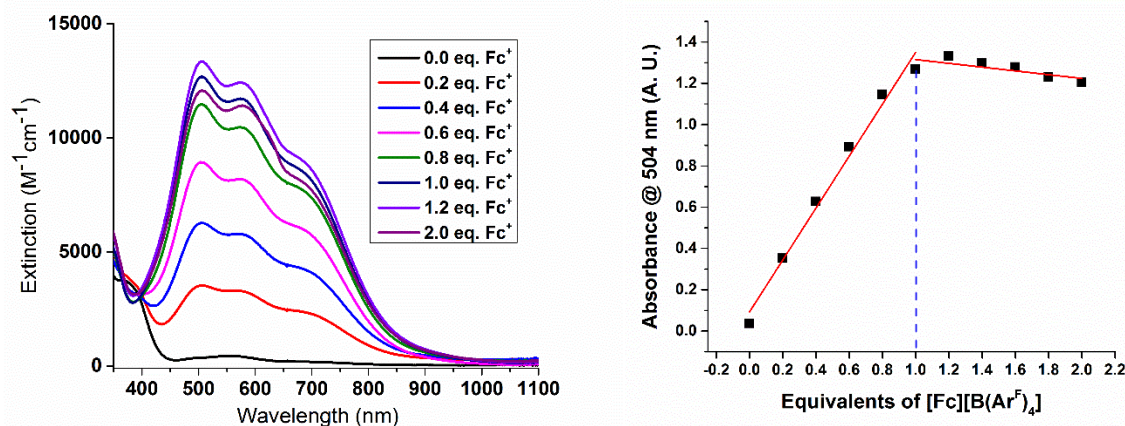 15000
10000
5000
0
Extinction (M⁻¹cm⁻¹)
400 500 600 700 800 900 1000 1100
Wavelength (nm)
0.0 eq. Fc⁺
0.2 eq. Fc⁺
0.4 eq. Fc⁺
0.6 eq. Fc⁺
0.8 eq. Fc⁺
1.0 eq. Fc⁺
1.2 eq. Fc⁺
2.0 eq. Fc⁺
1.4
1.2
1.0
0.8
0.6
0.4
0.2
0.0
Absorbance @ 504 nm (A. U.)
-0.2 0.0 0.2 0.4 0.6 0.8 1.0 1.2 1.4 1.6 1.8 2.0 2.2
Equivalents of [Fc][B(Arᶠ)₄]